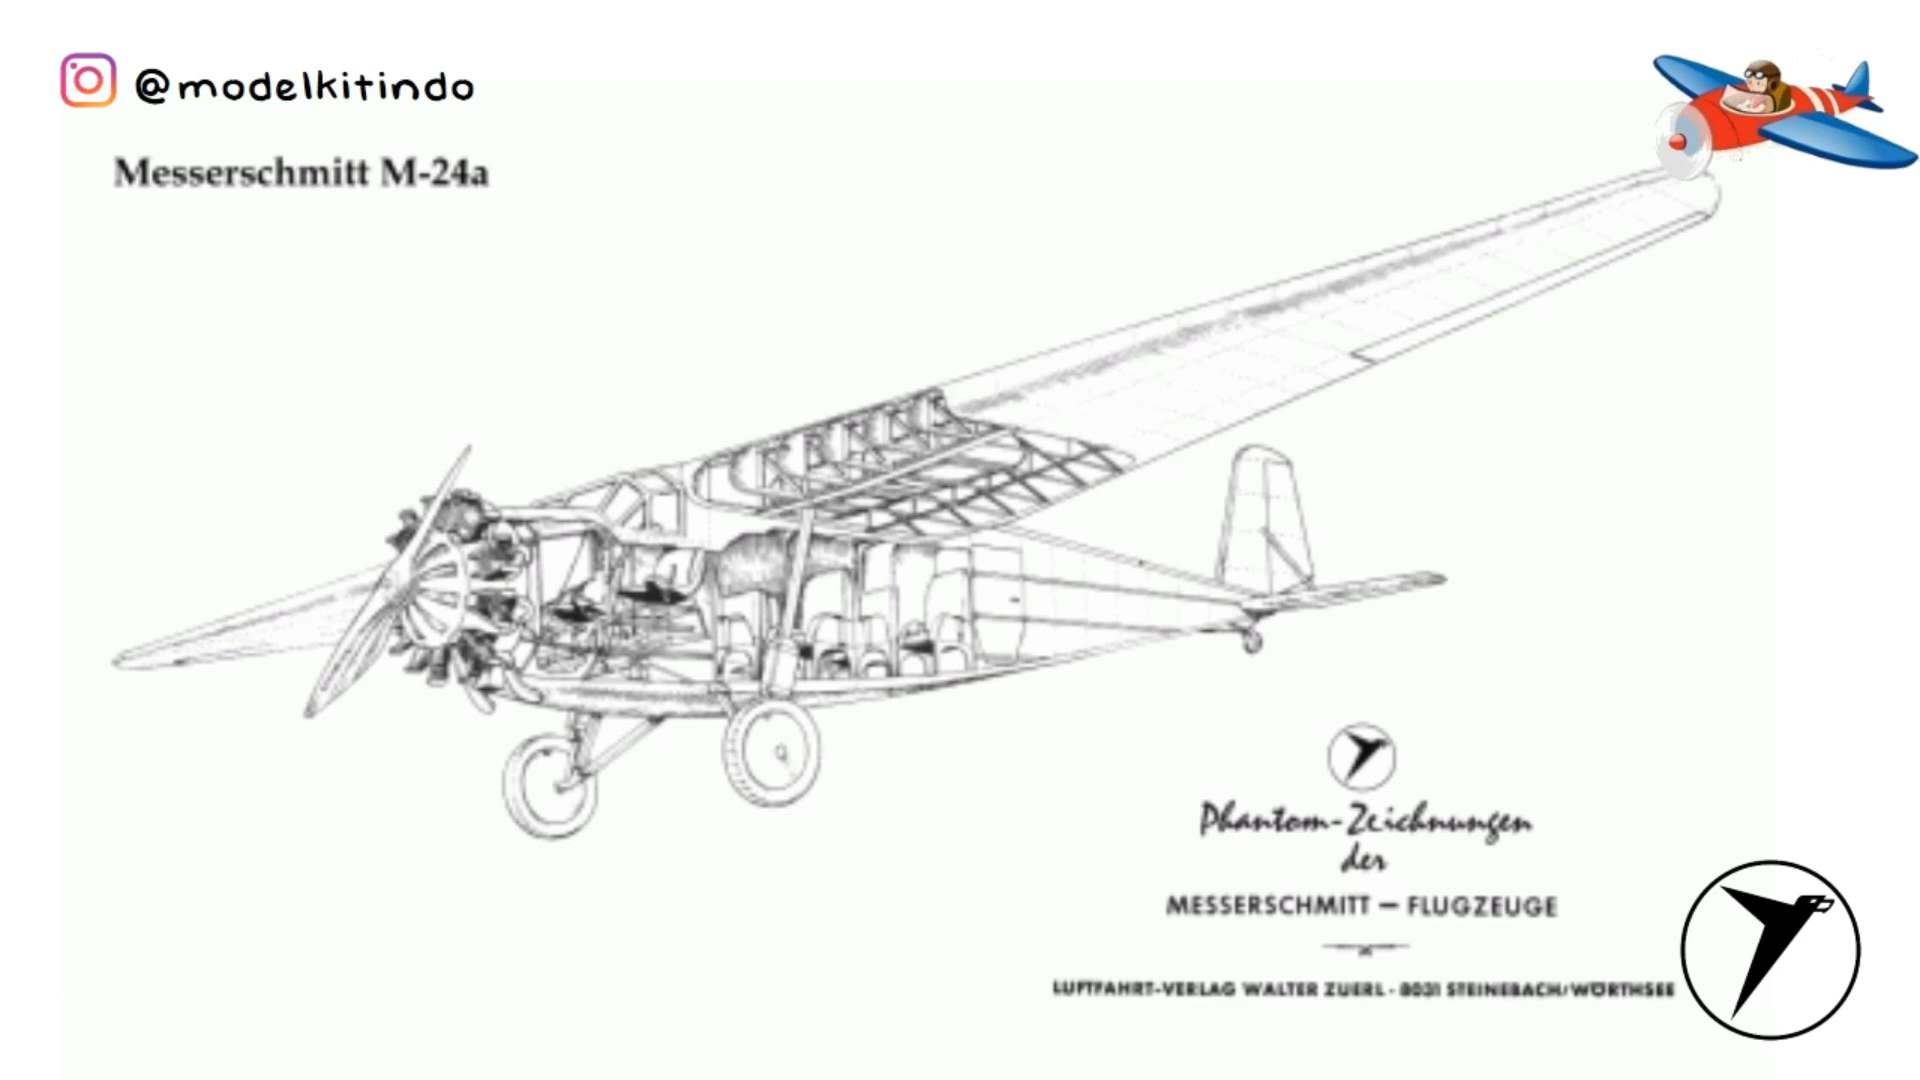 @modelkitindo
Messerschmitt M-24a
Phantom-Zeichnungen
der
MESSERSCHMITT — FLUGZEUGE
LUFTFAHRT-VERLAG WALTER ZUERL - 8031 STEINEBACH/WÖRTHSEE